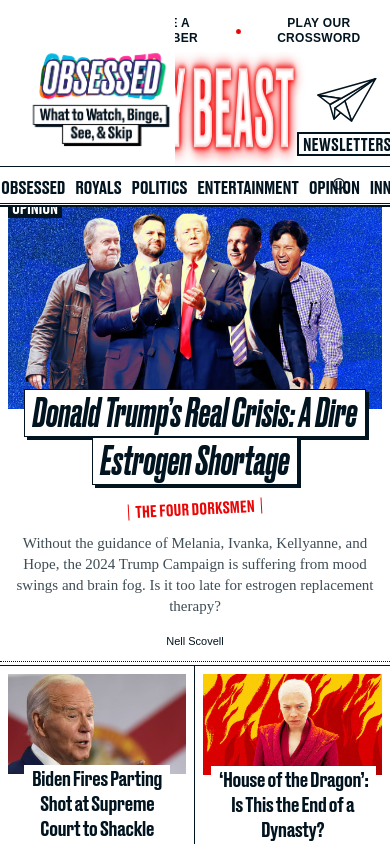 E A
BER
PLAY OUR
CROSSWORD
OBSESSED
What to Watch, Binge,
See, & Skip
Y BEAST
NEWSLETTERS
OBSESSED ROYALS POLITICS ENTERTAINMENT OPINION INN
OPINION
Donald Trump's Real Crisis: A Dire
Estrogen Shortage
THE FOUR DORKSMEN
Without the guidance of Melania, Ivanka, Kellyanne, and
Hope, the 2024 Trump Campaign is suffering from mood
swings and brain fog. Is it too late for estrogen replacement
therapy?
Nell Scovell
Biden Fires Parting
Shot at Supreme
Court to Shackle
‘House of the Dragon’:
Is This the End of a
Dynasty?